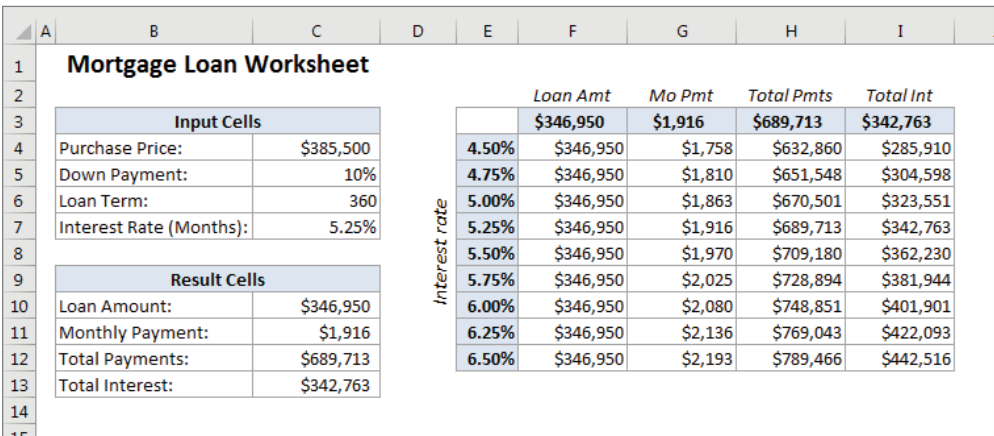 A B C D E F G H I
1 Mortgage Loan Worksheet
2 Loan Amt Mo Pmt Total Pmts Total Int
3 Input Cells $346,950 $1,916 $689,713 $342,763
4 Purchase Price: $385,500 4.50% $346,950 $1,758 $632,860 $285,910
5 Down Payment: 10% 4.75% $346,950 $1,810 $651,548 $304,598
6 Loan Term: 360 5.00% $346,950 $1,863 $670,501 $323,551
7 Interest Rate (Months): 5.25% 5.25% $346,950 $1,916 $689,713 $342,763
8 5.50% $346,950 $1,970 $709,180 $362,230
9 Result Cells 5.75% $346,950 $2,025 $728,894 $381,944
10 Loan Amount: $346,950 6.00% $346,950 $2,080 $748,851 $401,901
11 Monthly Payment: $1,916 6.25% $346,950 $2,136 $769,043 $422,093
12 Total Payments: $689,713 6.50% $346,950 $2,193 $789,466 $442,516
13 Total Interest: $342,763
14
Interest rate